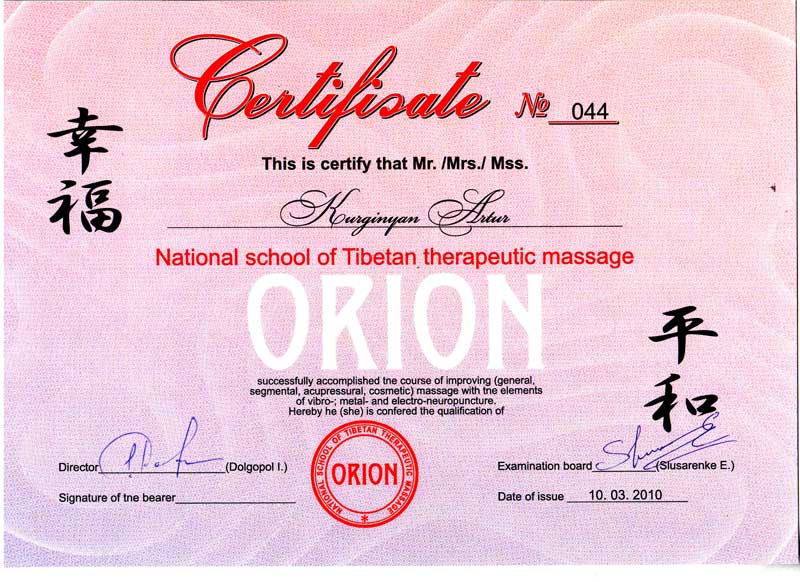 Certifisate № 044
幸福
This is certify that Mr. /Mrs./ Mss.
Kurginyan Artur
National school of Tibetan therapeutic massage
ORION
平和
successfully accomplished tne course of improving (general,
segmental, acupressural, cosmetic) massage with the elements
of vibro-; metal- and electro-neuropuncture.
Hereby he (she) is confered the qualification of
Director (Dolgopol I.)
Signature of tne bearer
NATIONAL SCHOOL OF TIBETAN THERAPEUTIC MASSAGE
ORION
Examination board (Slusarenke E.)
Date of issue 10. 03. 2010